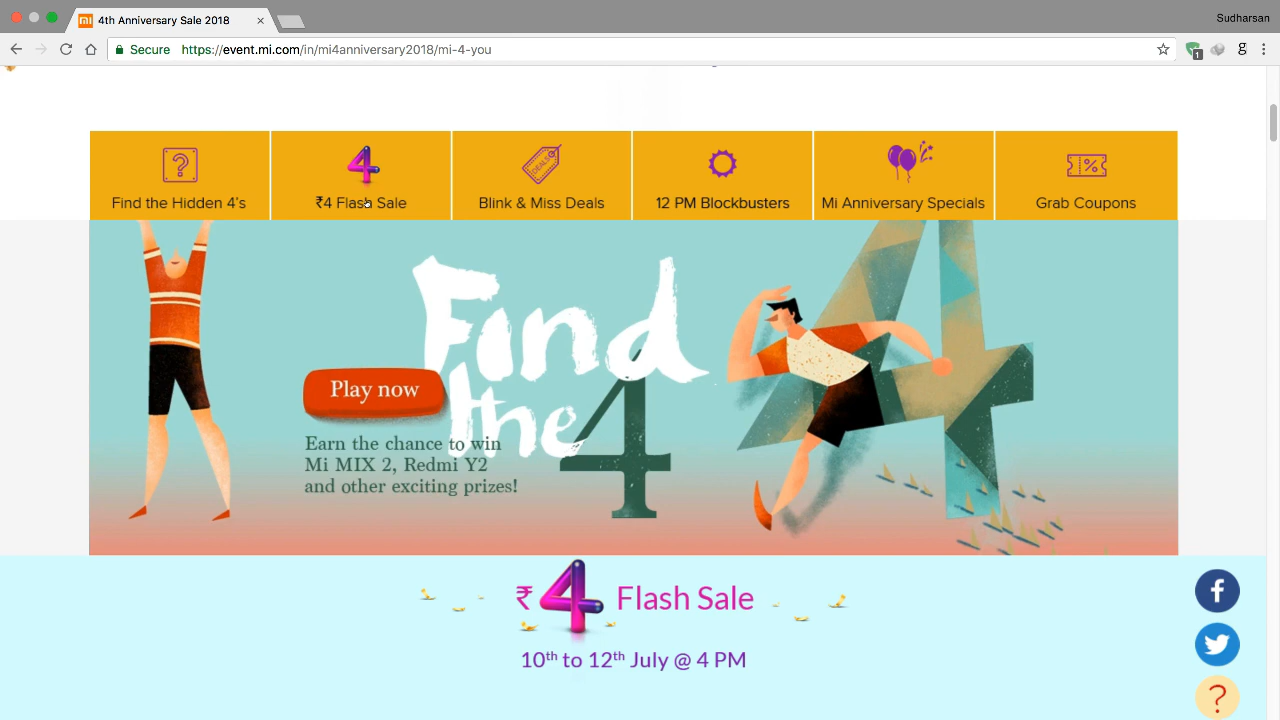 4th Anniversary Sale 2018
Sudharsan
Secure https://event.mi.com/in/mi4anniversary2018/mi-4-you
1
g
Find the Hidden 4's
₹4 Flash Sale
DEALS
Blink & Miss Deals
12 PM Blockbusters
Mi Anniversary Specials
Grab Coupons
Find
the
4
Play now
Earn the chance to win
Mi MIX 2, Redmi Y2
and other exciting prizes!
₹4 Flash Sale
10th to 12th July @ 4 PM